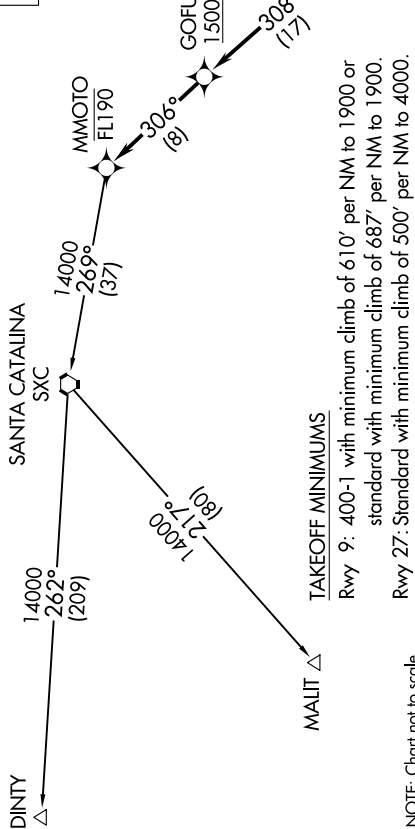 GOFU
1500
308
(17)
306°
(8)
MMOTO
FL190
14000
269°
(37)
SANTA CATALINA
SXC
14000
262°
(209)
14000
217°
(80)
DINTY
MALIT
TAKEOFF MINIMUMS
Rwy 9: 400-1 with minimum climb of 610' per NM to 1900 or
standard with minimum climb of 687' per NM to 1900.
Rwy 27: Standard with minimum climb of 500' per NM to 4000.
NOTE: Chart not to scale